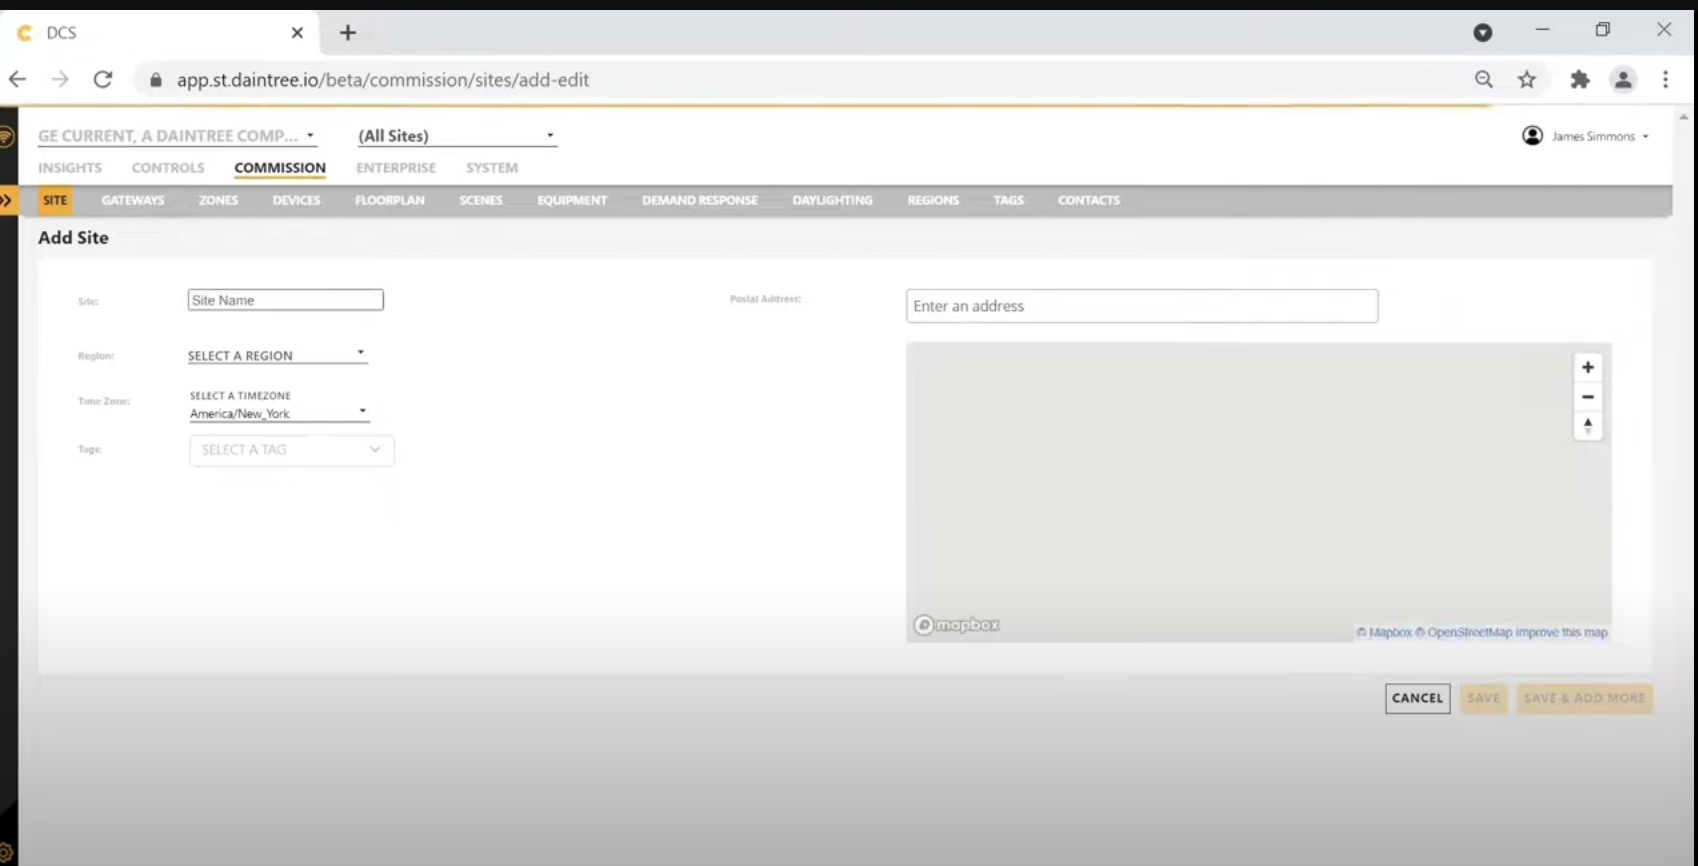 DCS
app.st.daintree.io/beta/commission/sites/add-edit
GE CURRENT, A DAINTREE COMP... (All Sites) James Simmons
INSIGHTS CONTROLS COMMISSION ENTERPRISE SYSTEM
SITE GATEWAYS ZONES DEVICES FLOORPLAN SCENES EQUIPMENT DEMAND RESPONSE DAYLIGHTING REGIONS TAGS CONTACTS
Add Site
Site: Site Name
Postal Address: Enter an address
Region: SELECT A REGION
SELECT A TIMEZONE
Time Zone: America/New_York
Tags: SELECT A TAG
mapbox
© Mapbox © OpenStreetMap Improve this map
CANCEL SAVE SAVE & ADD MORE